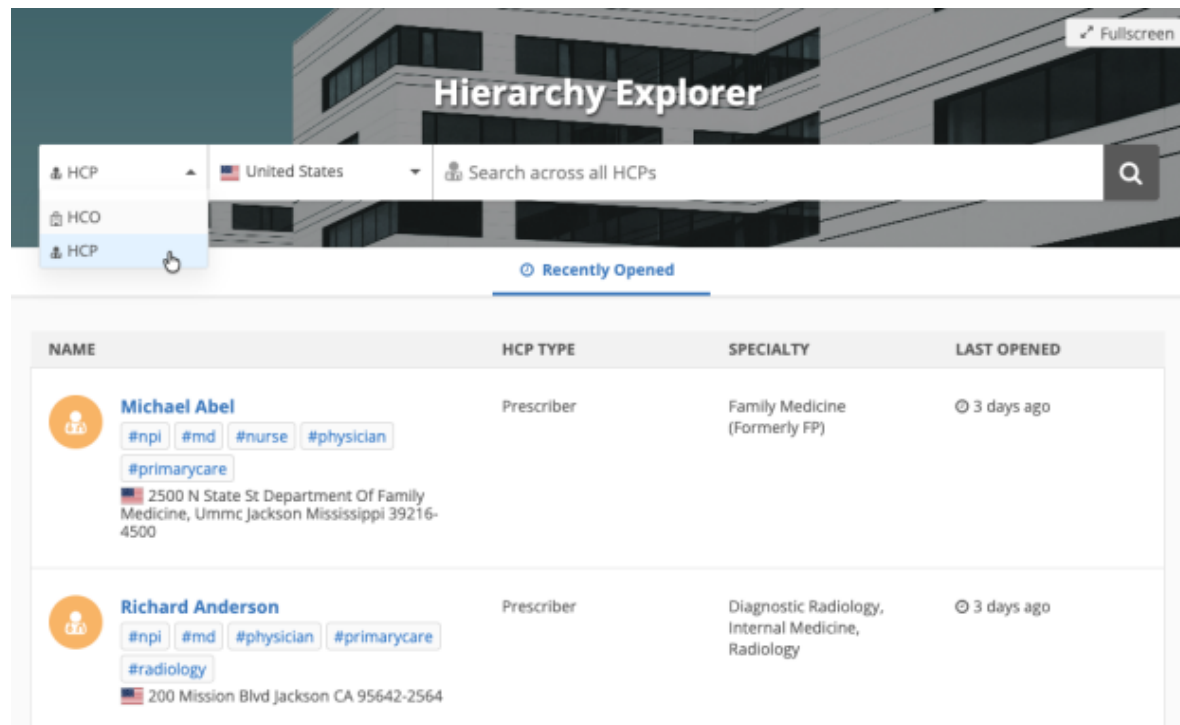 Fullscreen
Hierarchy Explorer
HCP
United States
Search across all HCPs
HCO
HCP
Recently Opened
NAME HCP TYPE SPECIALTY LAST OPENED
Michael Abel Prescriber Family Medicine 3 days ago
#npi #md #nurse #physician (Formerly FP)
#primarycare
2500 N State St Department Of Family
Medicine, Ummc Jackson Mississippi 39216-
4500
Richard Anderson Prescriber Diagnostic Radiology, 3 days ago
#npi #md #physician #primarycare Internal Medicine,
#radiology Radiology
200 Mission Blvd Jackson CA 95642-2564